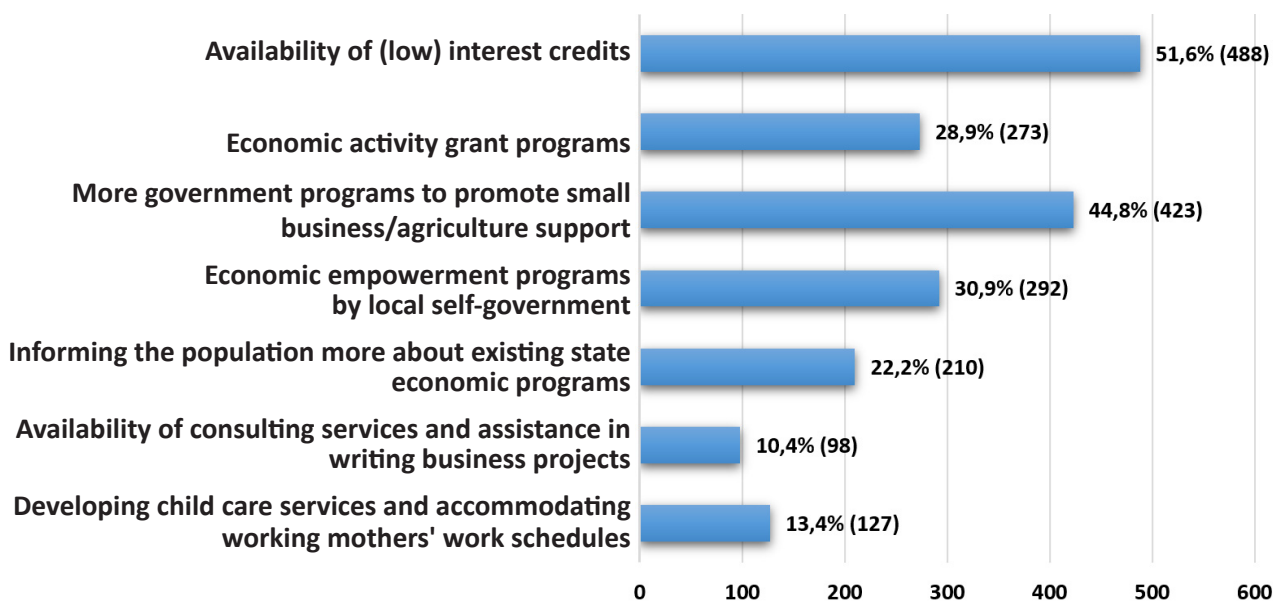 Availability of (low) interest credits
51,6% (488)
Economic activity grant programs
28,9% (273)
More government programs to promote small
business/agriculture support
44,8% (423)
Economic empowerment programs
by local self-government
30,9% (292)
Informing the population more about existing state
economic programs
22,2% (210)
Availability of consulting services and assistance in
writing business projects
10,4% (98)
Developing child care services and accommodating
working mothers' work schedules
13,4% (127)
0 100 200 300 400 500 600